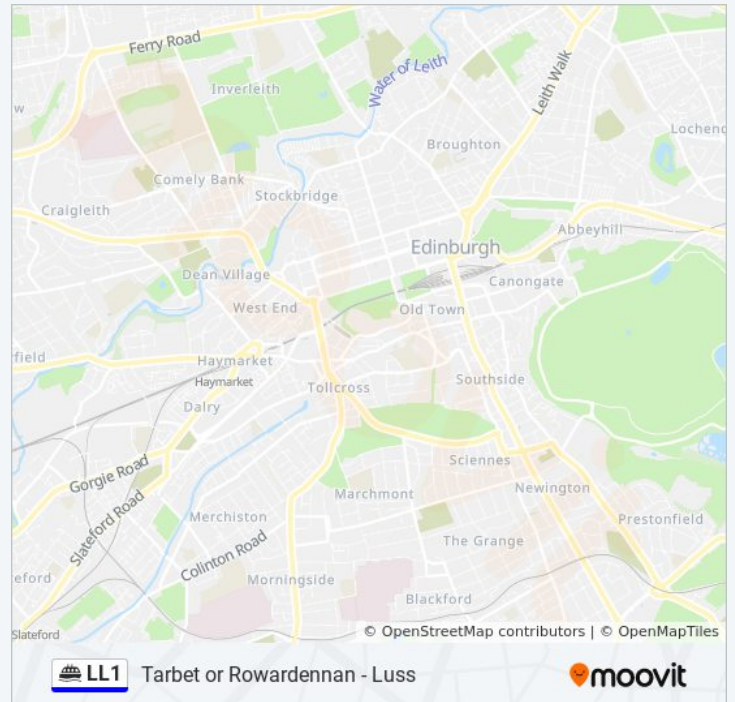 Ferry Road
Water of Leith
Leith Walk
Inverleith
w
Lochend
Broughton
Comely Bank
Stockbridge
Craigleith
Abbeyhill
Edinburgh
Dean Village
Canongate
West End
Old Town
field
Haymarket
Haymarket
Southside
Tollcross
Dalry
Sciennes
Gorgie Road
Newington
Marchmont
Slateford Road
Merchiston
Prestonfield
The Grange
Colinton Road
eford
Morningside
Blackford
Slateford
© OpenStreetMap contributors | © OpenMapTiles
LL1 Tarbet or Rowardennan - Luss
moovit